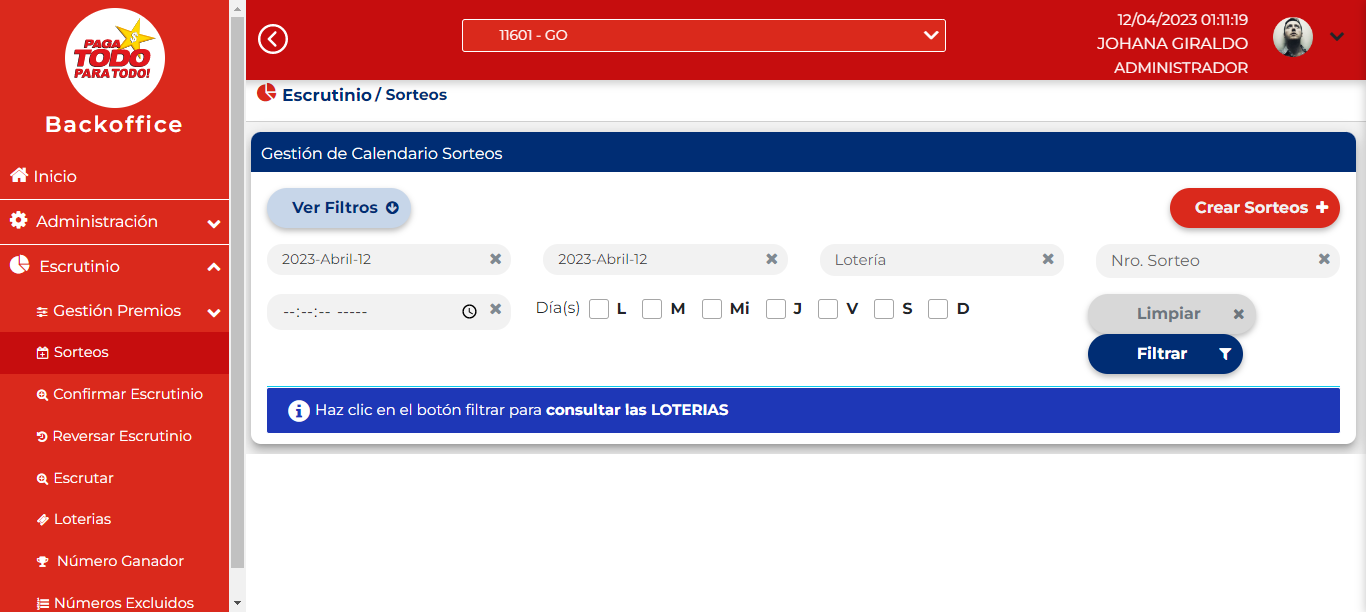 PAGA
TODO
PARA TODO!
Backoffice
Inicio
Administración
Escrutinio
Gestión Premios
Sorteos
Confirmar Escrutinio
Reversar Escrutinio
Escrutar
Loterias
Número Ganador
Números Excluidos
11601 - GO
12/04/2023 01:11:19
JOHANA GIRALDO
ADMINISTRADOR
Escrutinio / Sorteos
Gestión de Calendario Sorteos
Ver Filtros
Crear Sorteos
2023-Abril-12
2023-Abril-12
Lotería
Nro. Sorteo
--:--:-- -----
Día(s) L M Mi J V S D
Limpiar
Filtrar
Haz clic en el botón filtrar para consultar las LOTERIAS